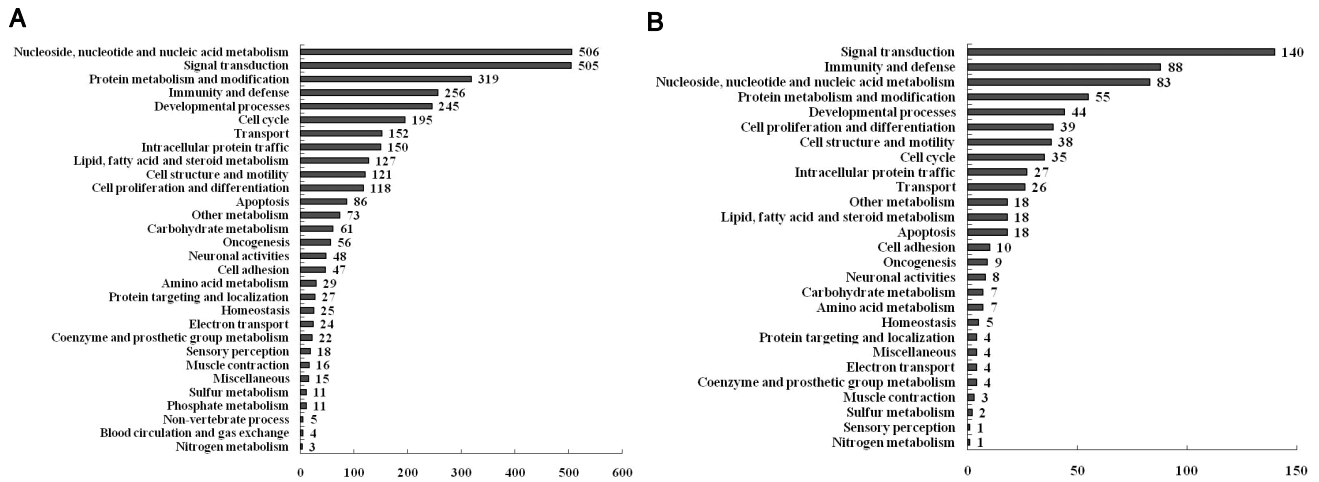 A
Nucleoside, nucleotide and nucleic acid metabolism 506
Signal transduction 505
Protein metabolism and modification 319
Immunity and defense 256
Developmental processes 245
Cell cycle 195
Transport 152
Intracellular protein traffic 150
Lipid, fatty acid and steroid metabolism 127
Cell structure and motility 121
Cell proliferation and differentiation 118
Apoptosis 86
Other metabolism 73
Carbohydrate metabolism 61
Oncogenesis 56
Neuronal activities 48
Cell adhesion 47
Amino acid metabolism 29
Protein targeting and localization 27
Homeostasis 25
Electron transport 24
Coenzyme and prosthetic group metabolism 22
Sensory perception 18
Muscle contraction 16
Miscellaneous 15
Sulfur metabolism 11
Phosphate metabolism 11
Non-vertebrate process 5
Blood circulation and gas exchange 4
Nitrogen metabolism 3
0 100 200 300 400 500 600
B
Signal transduction 140
Immunity and defense 88
Nucleoside, nucleotide and nucleic acid metabolism 83
Protein metabolism and modification 55
Developmental processes 44
Cell proliferation and differentiation 39
Cell structure and motility 38
Cell cycle 35
Intracellular protein traffic 27
Transport 26
Other metabolism 18
Lipid, fatty acid and steroid metabolism 18
Apoptosis 18
Cell adhesion 10
Oncogenesis 9
Neuronal activities 8
Carbohydrate metabolism 7
Amino acid metabolism 7
Homeostasis 5
Protein targeting and localization 4
Miscellaneous 4
Electron transport 4
Coenzyme and prosthetic group metabolism 4
Muscle contraction 3
Sulfur metabolism 2
Sensory perception 1
Nitrogen metabolism 1
0 50 100 150